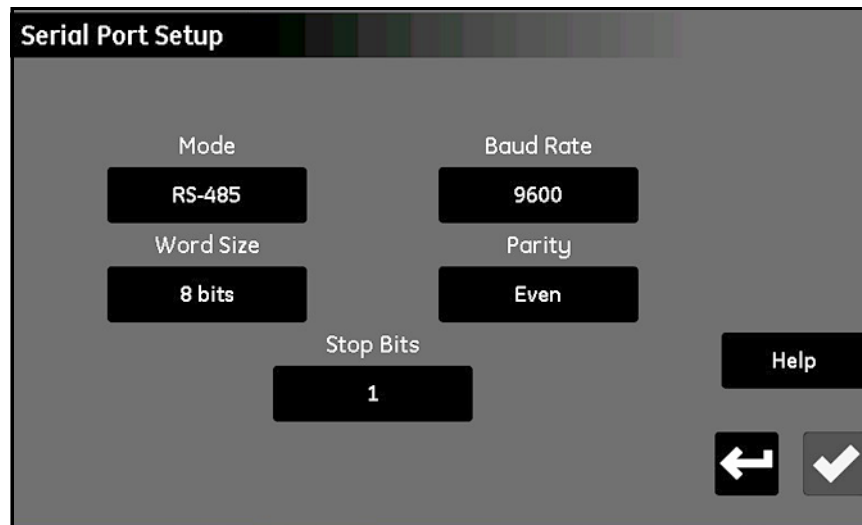 Serial Port Setup
Mode
Baud Rate
RS-485
9600
Word Size
Parity
8 bits
Even
Stop Bits
1
Help